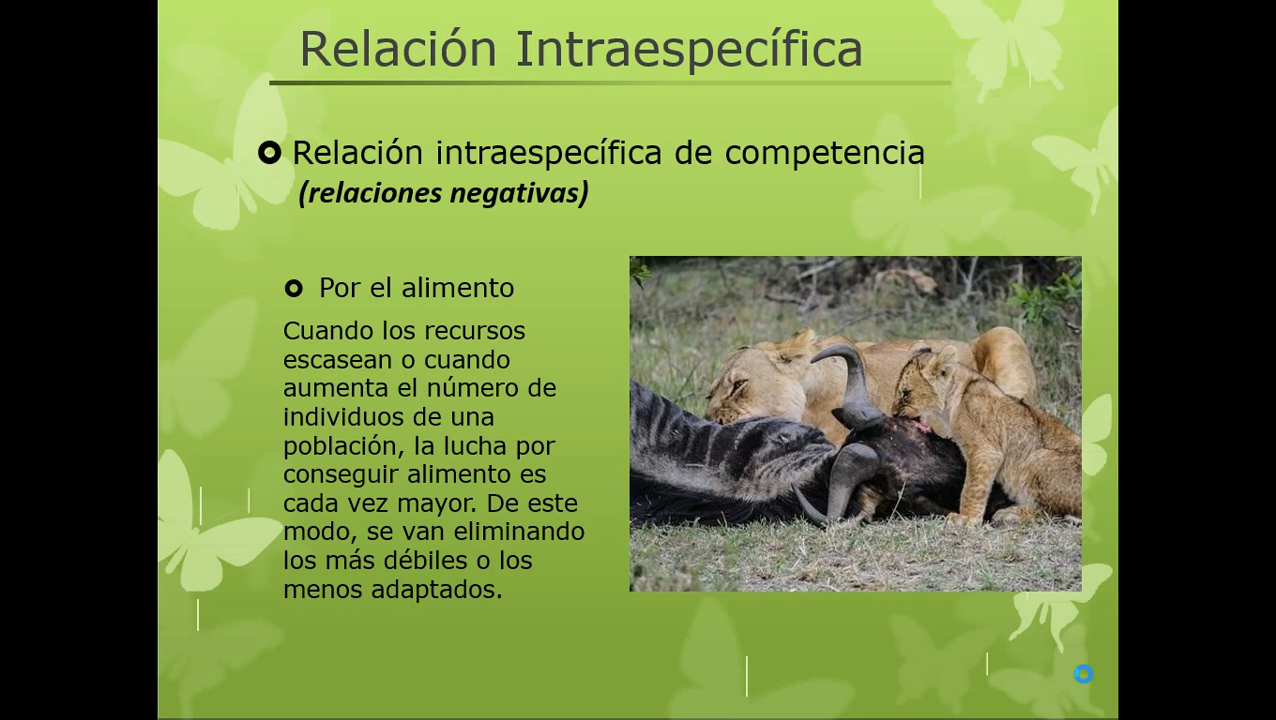 Relación Intraespecífica
Relación intraespecífica de competencia
(relaciones negativas)
Por el alimento
Cuando los recursos
escasean o cuando
aumenta el número de
individuos de una
población, la lucha por
conseguir alimento es
cada vez mayor. De este
modo, se van eliminando
los más débiles o los
menos adaptados.